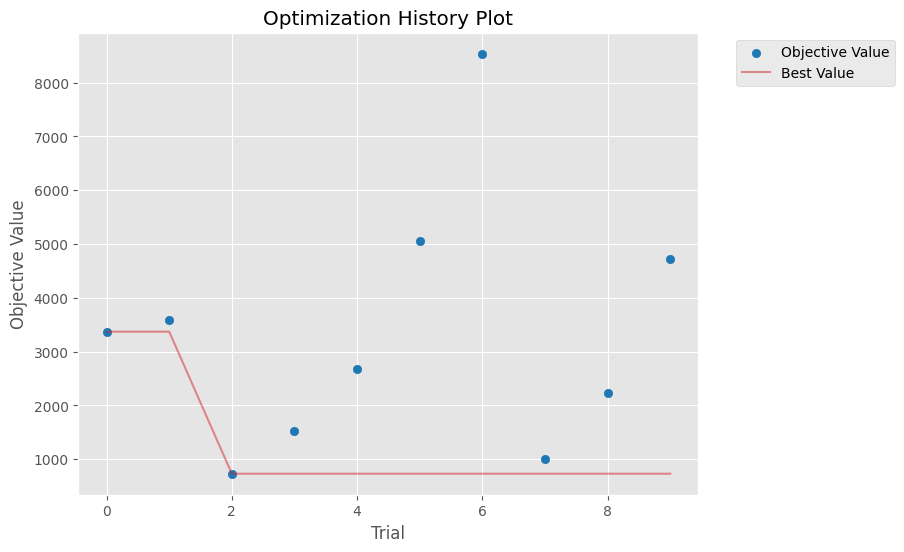 Optimization History Plot
Objective Value
Best Value
Objective Value
8000
7000
6000
5000
4000
3000
2000
1000
0 2 4 6 8
Trial